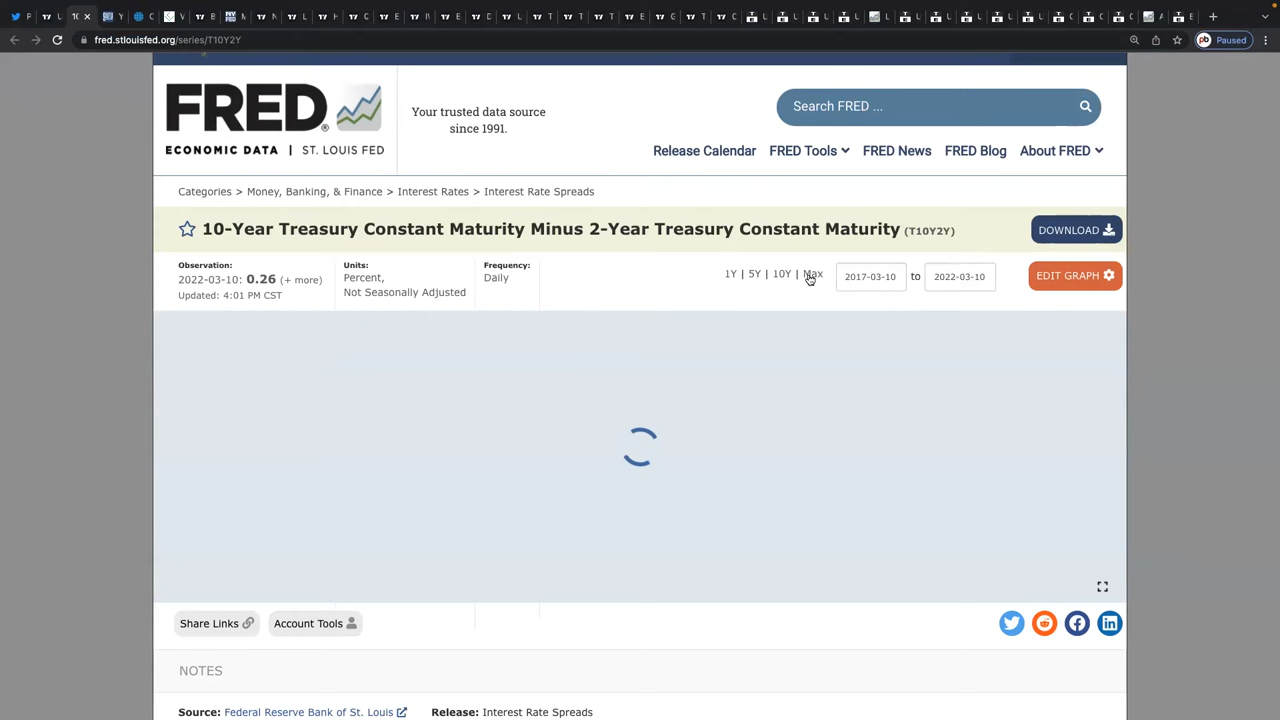 fred.stlouisfed.org/series/T10Y2Y
Paused
FRED
ECONOMIC DATA | ST. LOUIS FED
Your trusted data source
since 1991.
Search FRED ...
Release Calendar FRED Tools FRED News FRED Blog About FRED
Categories > Money, Banking, & Finance > Interest Rates > Interest Rate Spreads
10-Year Treasury Constant Maturity Minus 2-Year Treasury Constant Maturity (T10Y2Y)
DOWNLOAD
Observation:
2022-03-10: 0.26 (+ more)
Updated: 4:01 PM CST
Units:
Percent,
Not Seasonally Adjusted
Frequency:
Daily
1Y | 5Y | 10Y | Max
2017-03-10 to 2022-03-10
EDIT GRAPH
Share Links
Account Tools
NOTES
Source: Federal Reserve Bank of St. Louis Release: Interest Rate Spreads